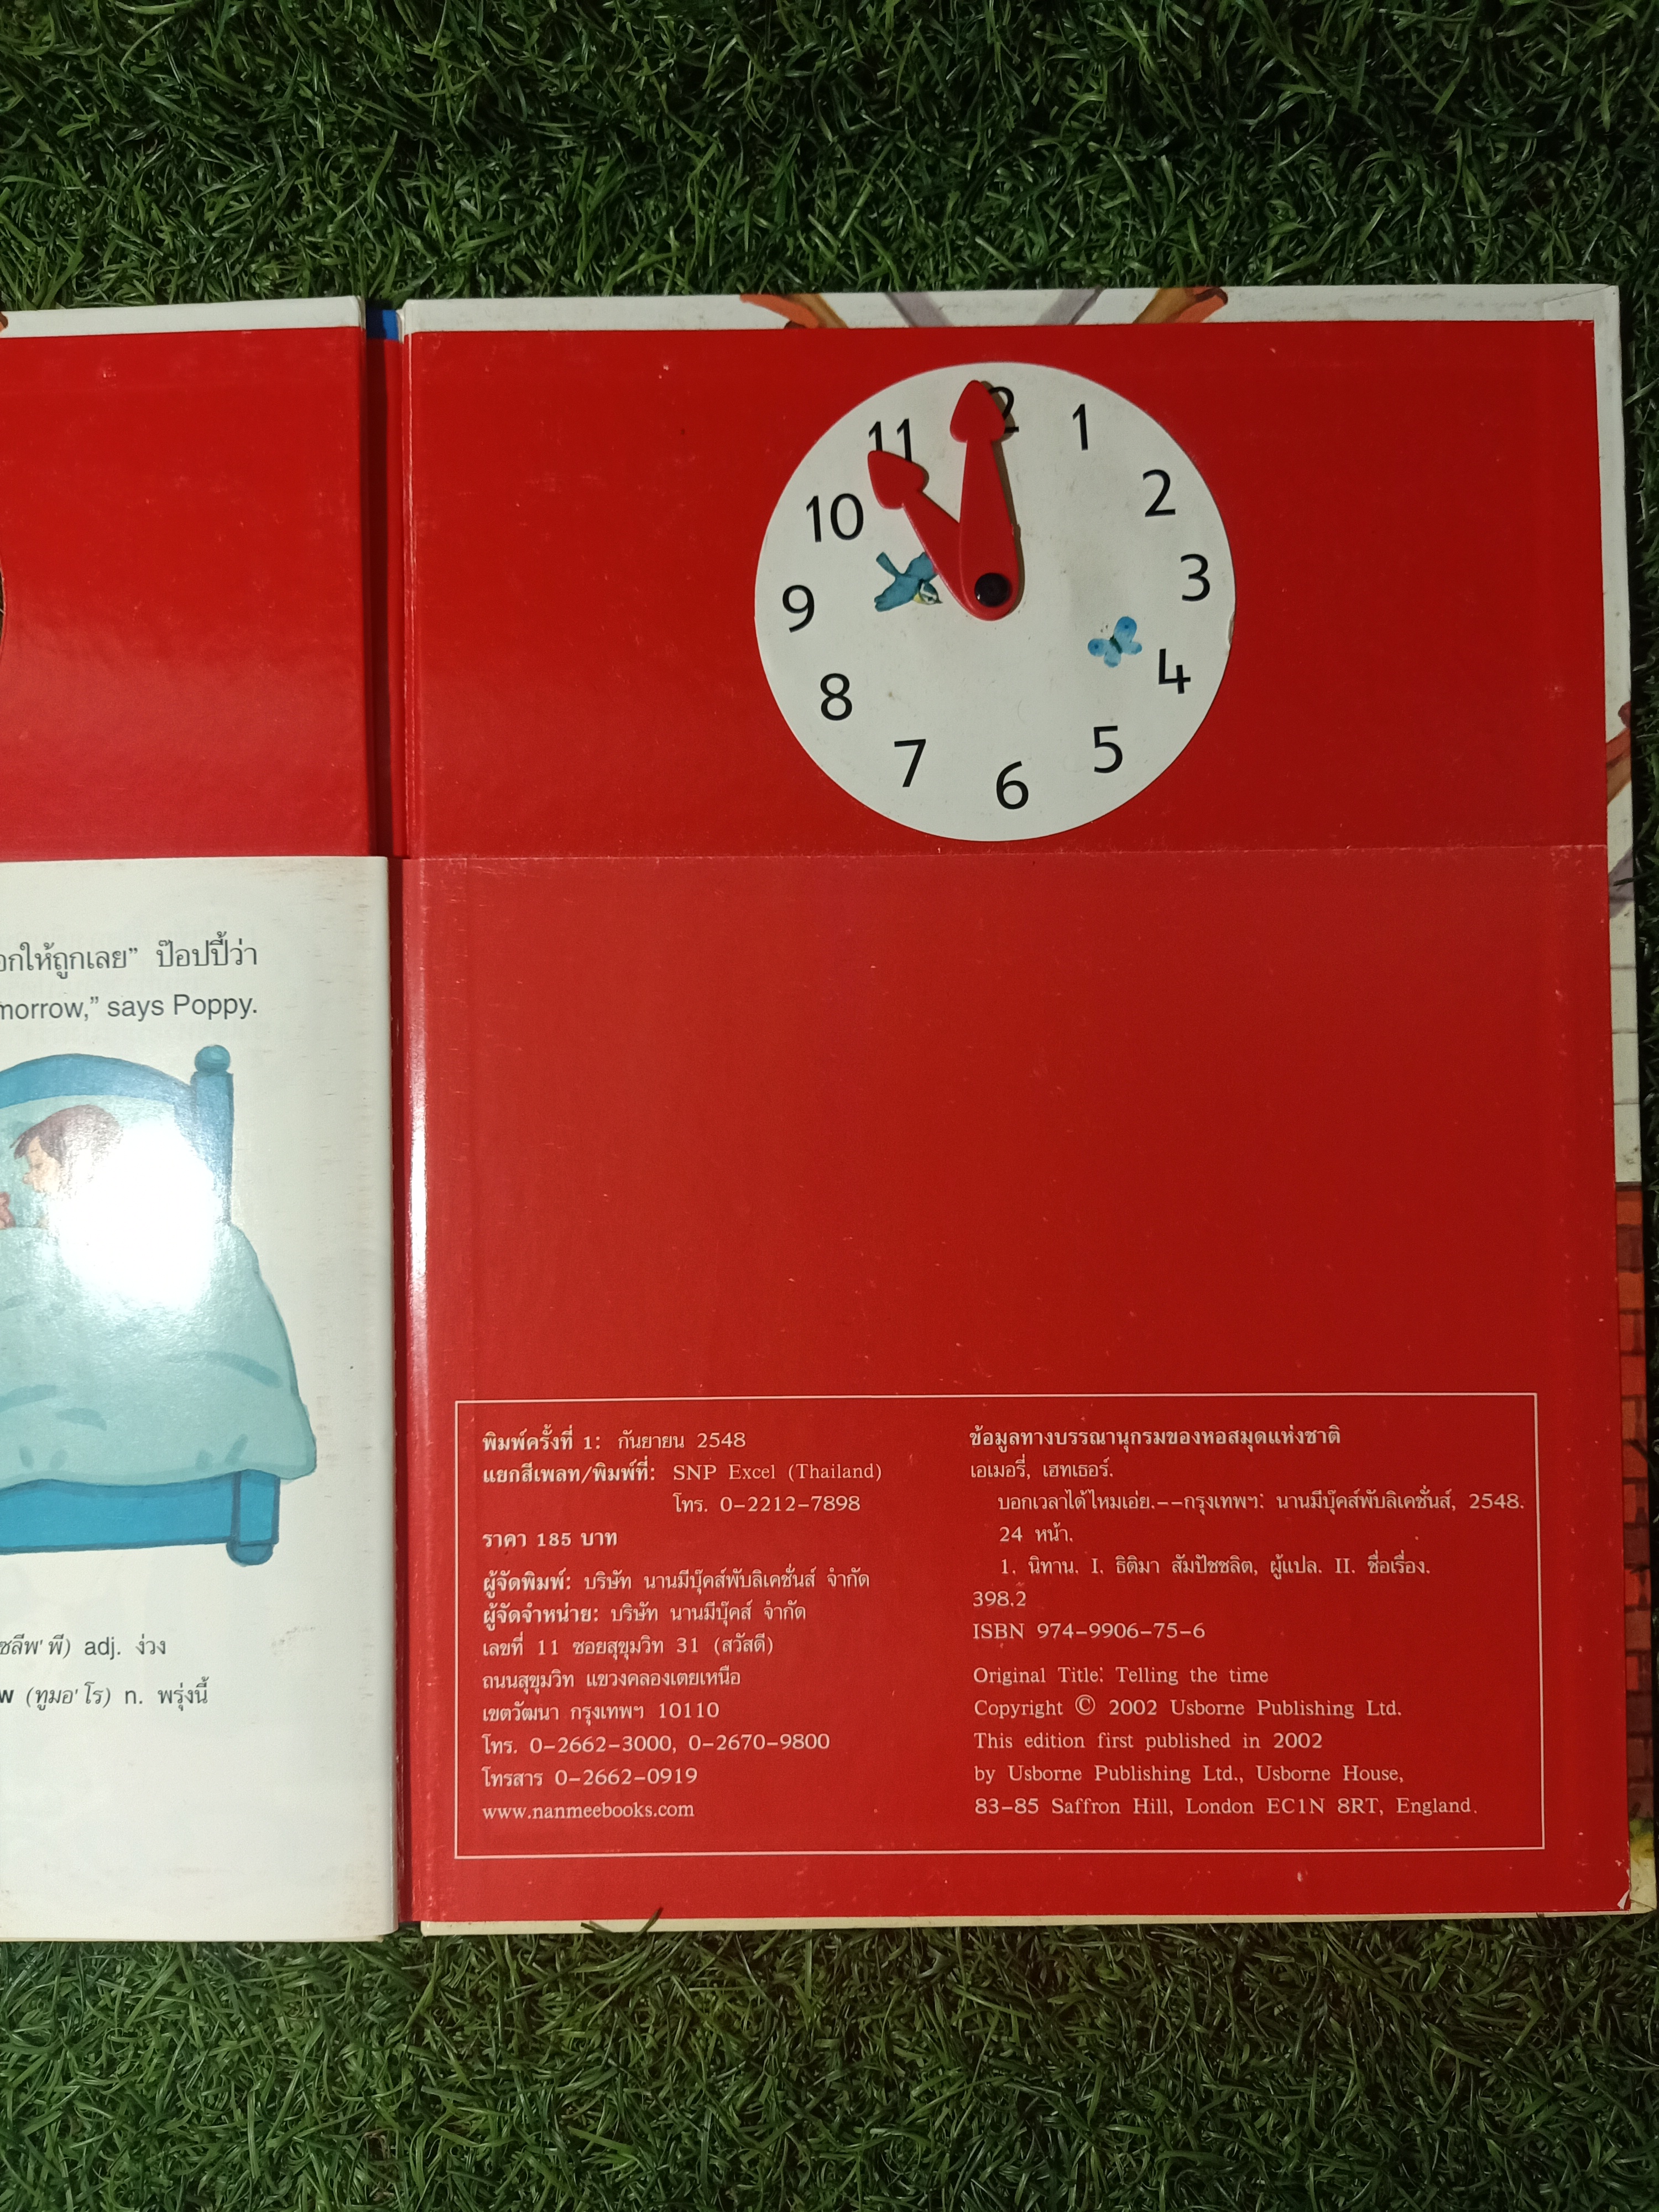 11
2
1
10
2
9
3
8
4
7
5
6
กให้ถูกเลย” ป๊อปปี้ว่า
morrow,” says Poppy.
adj. ง่วง
w (ทูมอ' โร) n. พรุ่งนี้
พิมพ์ครั้งที่ 1: กันยายน 2548
แยกสีเพลท/พิมพ์ที่: SNP Excel (Thailand)
โทร. 0-2212-7898
ราคา 185 บาท
ผู้จัดพิมพ์: บริษัท นานมีบุ๊คส์พับลิเคชั่นส์ จำกัด
ผู้จัดจำหน่าย: บริษัท นานมีบุ๊คส์ จำกัด
เลขที่ 11 ซอยสุขุมวิท 31 (สวัสดี)
ถนนสุขุมวิท แขวงคลองเตยเหนือ
เขตวัฒนา กรุงเทพฯ 10110
โทร. 0-2662-3000, 0-2670-9800
โทรสาร 0-2662-0919
www.nanmeebooks.com
ข้อมูลทางบรรณานุกรมของหอสมุดแห่งชาติ
เอเมอรี่, เฮทเธอร์.
บอกเวลาได้ไหมเอ่ย.--กรุงเทพฯ: นานมีบุ๊คส์พับลิเคชั่นส์, 2548.
24 หน้า.
1. นิทาน. I. ธิติมา สัมปัชชลิต, ผู้แปล. II. ชื่อเรื่อง.
398.2
ISBN 974-9906-75-6
Original Title: Telling the time
Copyright © 2002 Usborne Publishing Ltd.
This edition first published in 2002
by Usborne Publishing Ltd., Usborne House,
83-85 Saffron Hill, London EC1N 8RT, England.